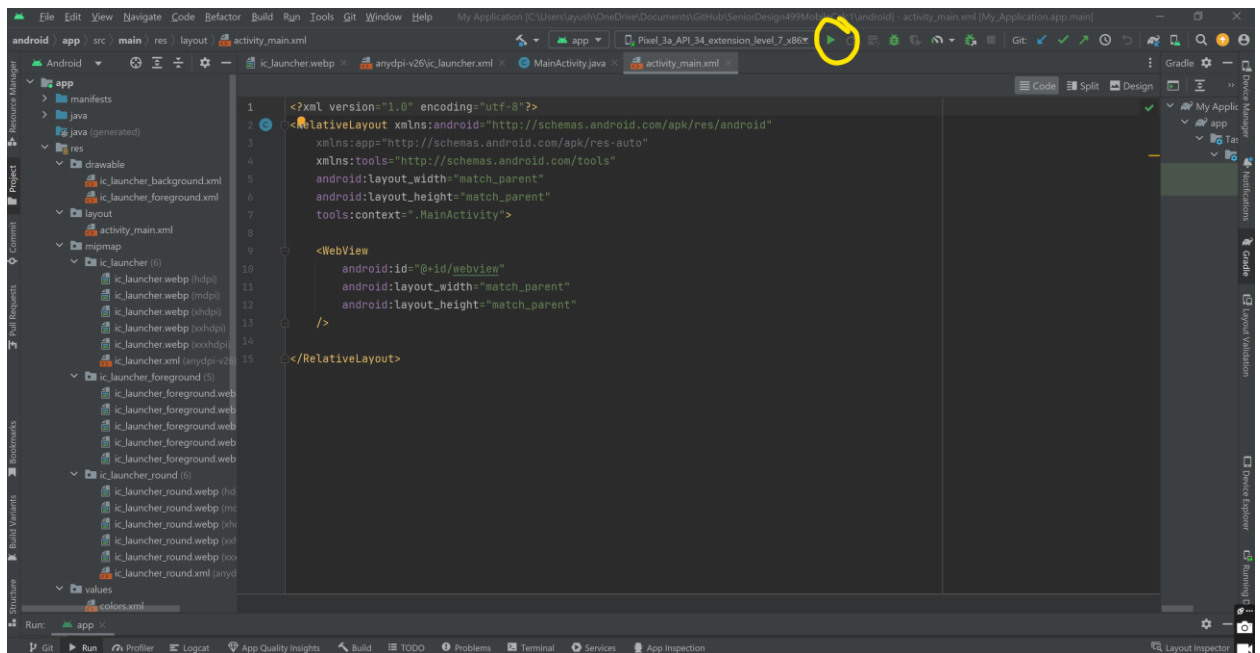 File Edit View Navigate Code Refactor Build Run Tools Git Window Help My Application [C:\Users\ayush\OneDrive\Documents\GitHub\SeniorDesign499Mobile\android] - activity_main.xml [My_Application.app.main]
android app src main res layout activity_main.xml app Pixel_3a_API_34_extension_level_7_x86 Git:
Android ic_launcher.webp anydpi-v26\ic_launcher.xml MainActivity.java activity_main.xml Gradle
Code Split Design
app
manifests
java
java (generated)
res
drawable
ic_launcher_background.xml
ic_launcher_foreground.xml
layout
activity_main.xml
mipmap
ic_launcher (6)
ic_launcher.webp (hdpi)
ic_launcher.webp (mdpi)
ic_launcher.webp (xhdpi)
ic_launcher.webp (xxhdpi)
ic_launcher.webp (xxxhdpi)
ic_launcher.xml (anydpi-v26)
ic_launcher_foreground (5)
ic_launcher_foreground.web
ic_launcher_foreground.web
ic_launcher_foreground.web
ic_launcher_foreground.web
ic_launcher_foreground.web
ic_launcher_round (6)
ic_launcher_round.webp (hd
ic_launcher_round.webp (mc
ic_launcher_round.webp (xh
ic_launcher_round.webp (xx
ic_launcher_round.webp (xxx
ic_launcher_round.xml (anyd
values
colors.xml
1 <?xml version="1.0" encoding="utf-8"?>
2 <RelativeLayout xmlns:android="http://schemas.android.com/apk/res/android"
3 xmlns:app="http://schemas.android.com/apk/res-auto"
4 xmlns:tools="http://schemas.android.com/tools"
5 android:layout_width="match_parent"
6 android:layout_height="match_parent"
7 tools:context=".MainActivity">
8
9 <WebView
10 android:id="@+id/webview"
11 android:layout_width="match_parent"
12 android:layout_height="match_parent"
13 />
14
15 </RelativeLayout>
My Applic
app
Tas
Resource Manager
Project
Commit
Pull Requests
Bookmarks
Build Variants
Structure
Device Manager
Notifications
Gradle
Layout Validation
Device Explorer
Running D
Run: app
Git Run Profiler Logcat App Quality Insights Build TODO Problems Terminal Services App Inspection Layout Inspector